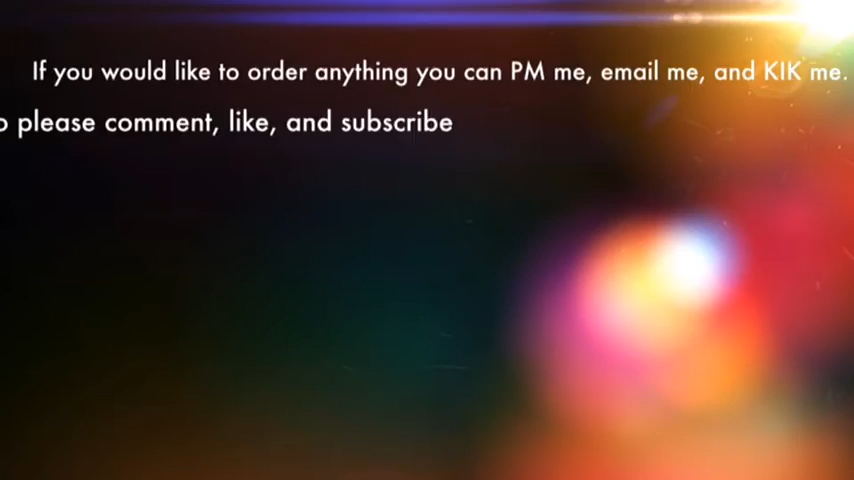 If you would like to order anything you can PM me, email me, and KIK me.
o please comment, like, and subscribe